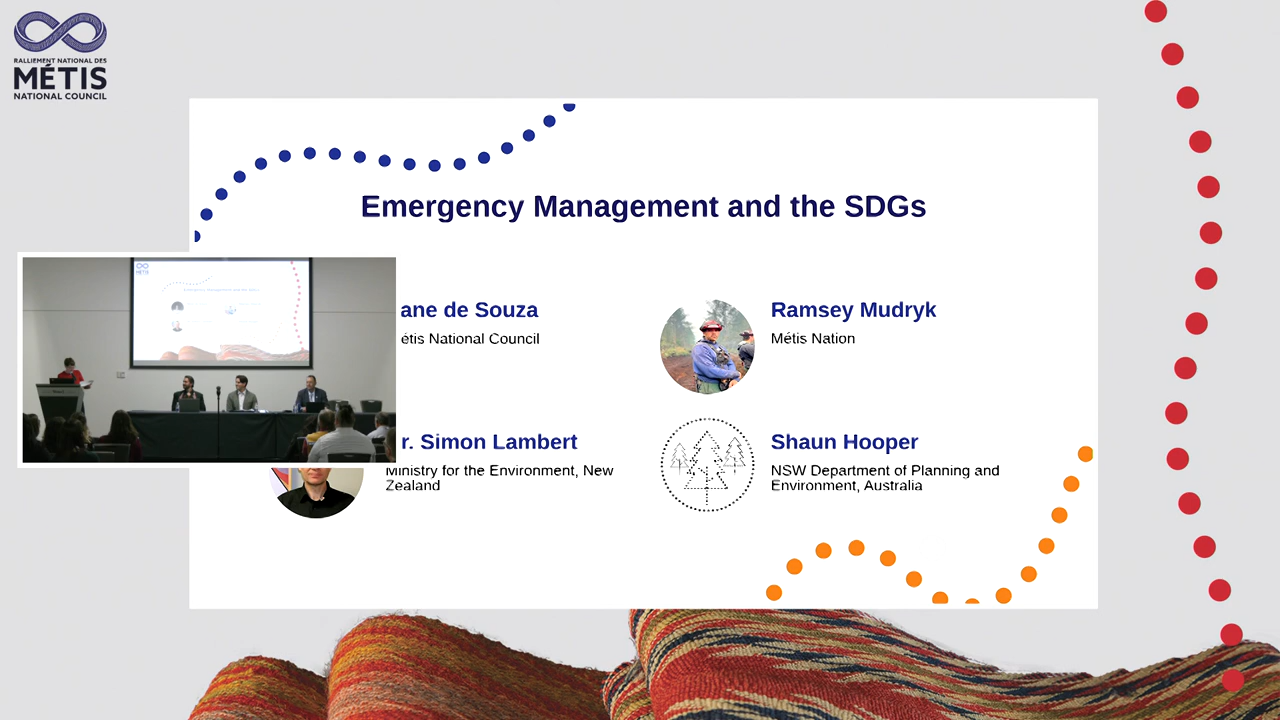 RALLIEMENT NATIONAL DES
MÉTIS
NATIONAL COUNCIL
Emergency Management and the SDGs
ane de Souza
étis National Council
Ramsey Mudryk
Métis Nation
r. Simon Lambert
Ministry for the Environment, New
Zealand
Shaun Hooper
NSW Department of Planning and
Environment, Australia